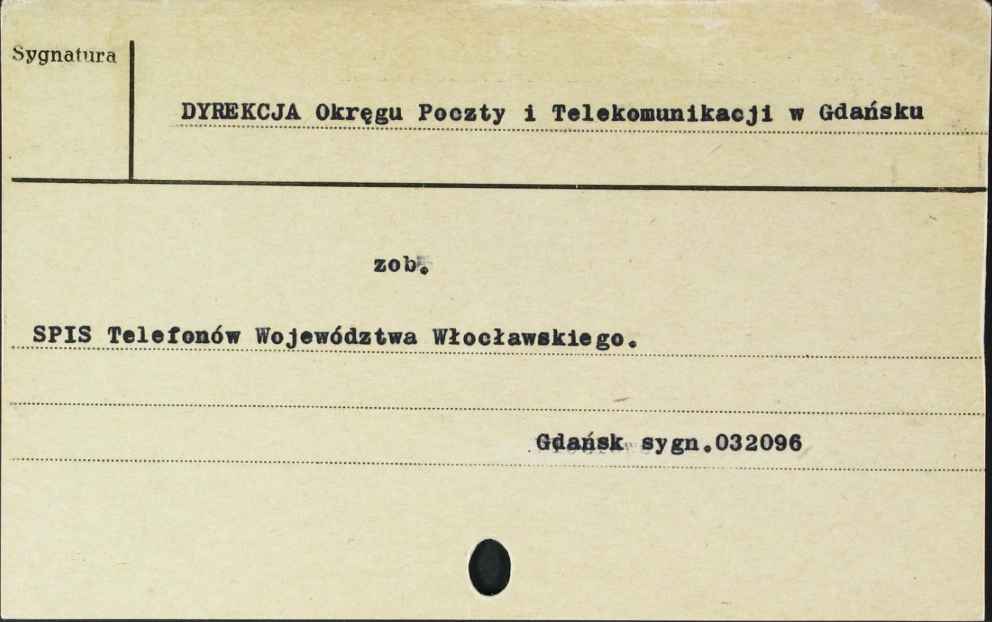 Sygnatura
DYREKCJA Okręgu Poczty i Telekomunikacji w Gdańsku
zob.
SPIS Telefonów Województwa Włocławskiego.
Gdańsk sygn.032096